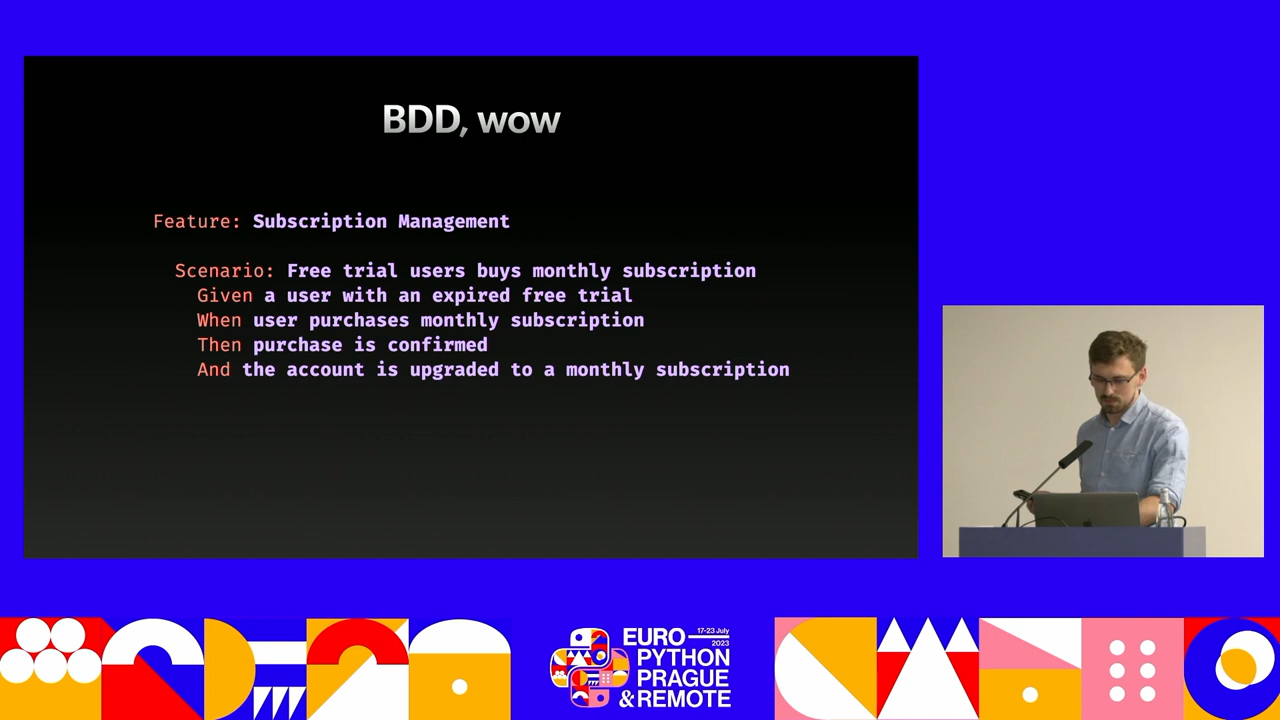 BDD, wow
Feature: Subscription Management
Scenario: Free trial users buys monthly subscription
Given a user with an expired free trial
When user purchases monthly subscription
Then purchase is confirmed
And the account is upgraded to a monthly subscription
17-23 July
2023
EURO
PYTHON
PRAGUE
&REMOTE